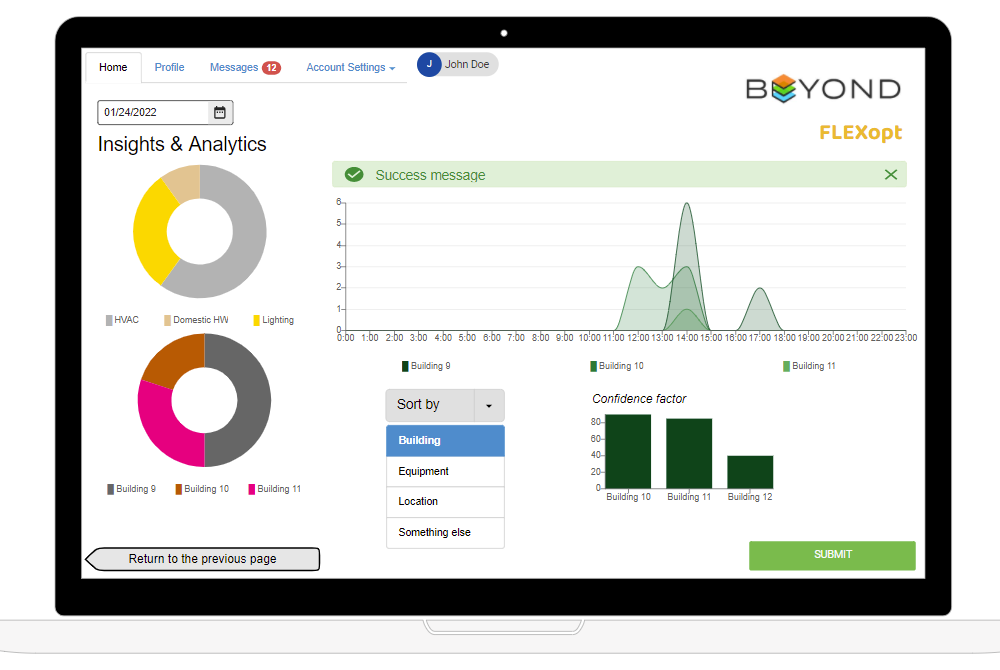 Home Profile Messages 12 Account Settings J John Doe
BEYOND
01/24/2022
FLEXopt
Insights & Analytics
Success message
6
5
4
3
2
1
0
0:00 1:00 2:00 3:00 4:00 5:00 6:00 7:00 8:00 9:00 10:00 11:00 12:00 13:00 14:00 15:00 16:00 17:00 18:00 19:00 20:00 21:00 22:00 23:00
HVAC Domestic HW Lighting
Building 9 Building 10 Building 11
Sort by
Building
Equipment
Location
Something else
Confidence factor
80
60
40
20
0
Building 10 Building 11 Building 12
Building 9 Building 10 Building 11
Return to the previous page
SUBMIT